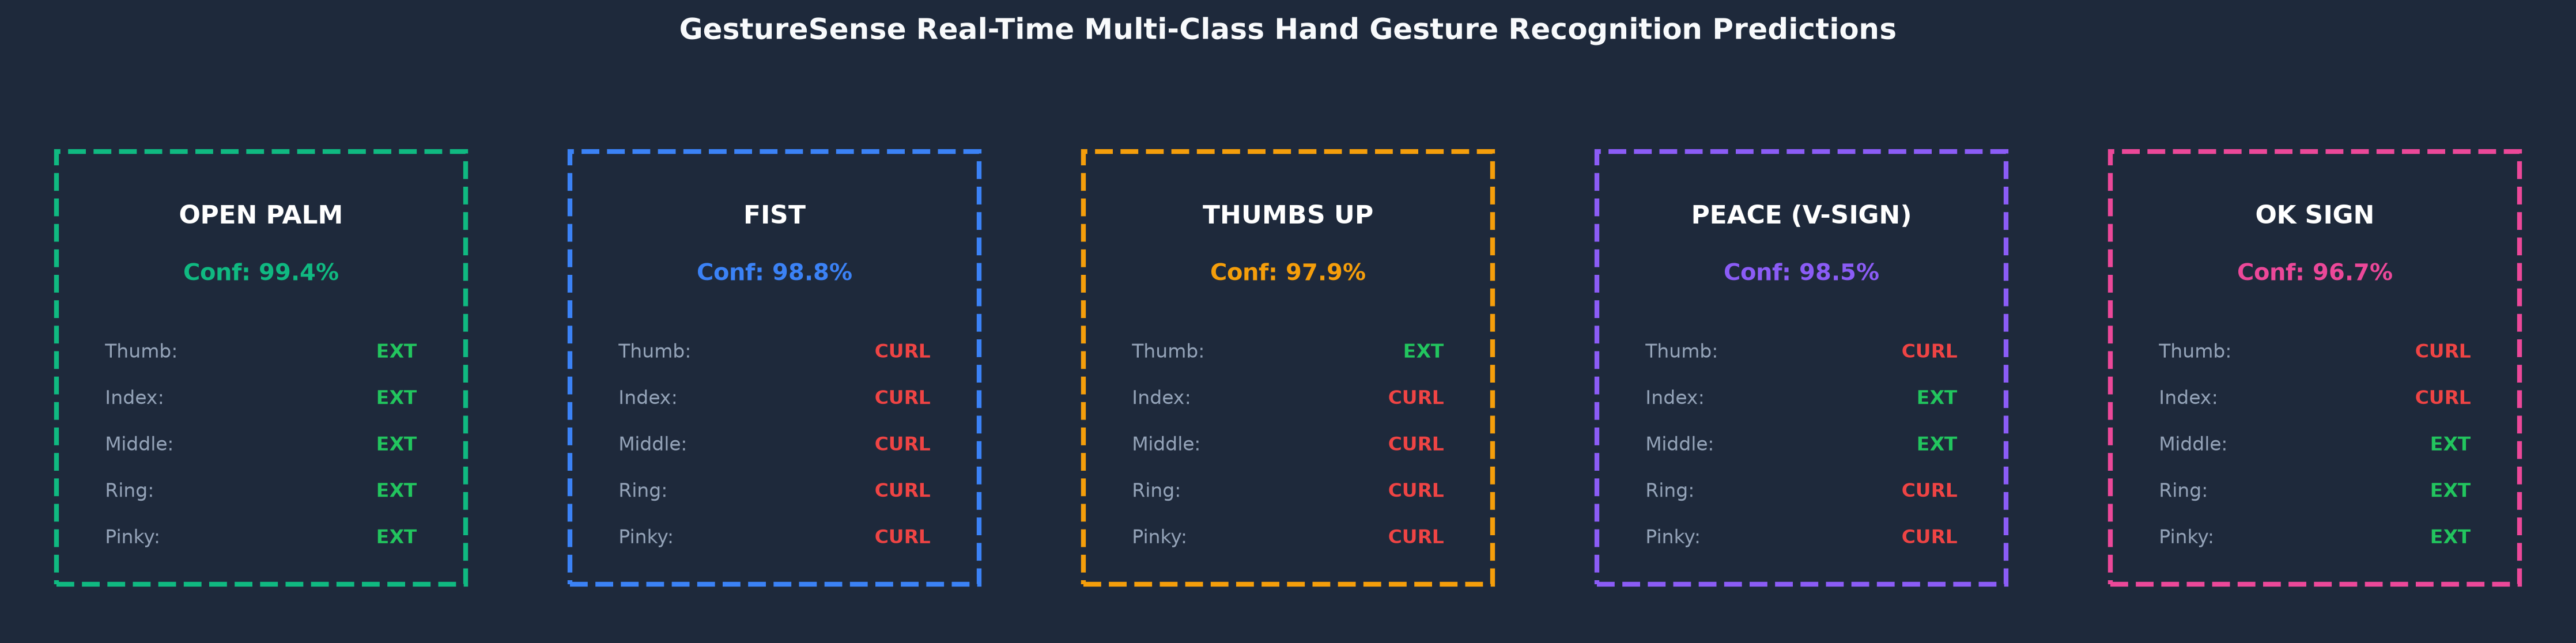 GestureSense Real-Time Multi-Class Hand Gesture Recognition Predictions
OPEN PALM
Conf: 99.4%
Thumb: EXT
Index: EXT
Middle: EXT
Ring: EXT
Pinky: EXT
FIST
Conf: 98.8%
Thumb: CURL
Index: CURL
Middle: CURL
Ring: CURL
Pinky: CURL
THUMBS UP
Conf: 97.9%
Thumb: EXT
Index: CURL
Middle: CURL
Ring: CURL
Pinky: CURL
PEACE (V-SIGN)
Conf: 98.5%
Thumb: CURL
Index: EXT
Middle: EXT
Ring: CURL
Pinky: CURL
OK SIGN
Conf: 96.7%
Thumb: CURL
Index: CURL
Middle: EXT
Ring: EXT
Pinky: EXT